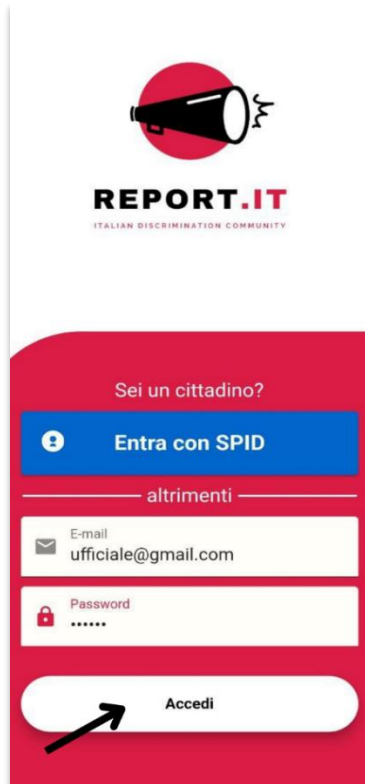 REPORT.IT
ITALIAN DISCRIMINATION COMMUNITY
Sei un cittadino?
Entra con SPID
altrimenti
E-mail
ufficiale@gmail.com
Password
••••••
Accedi